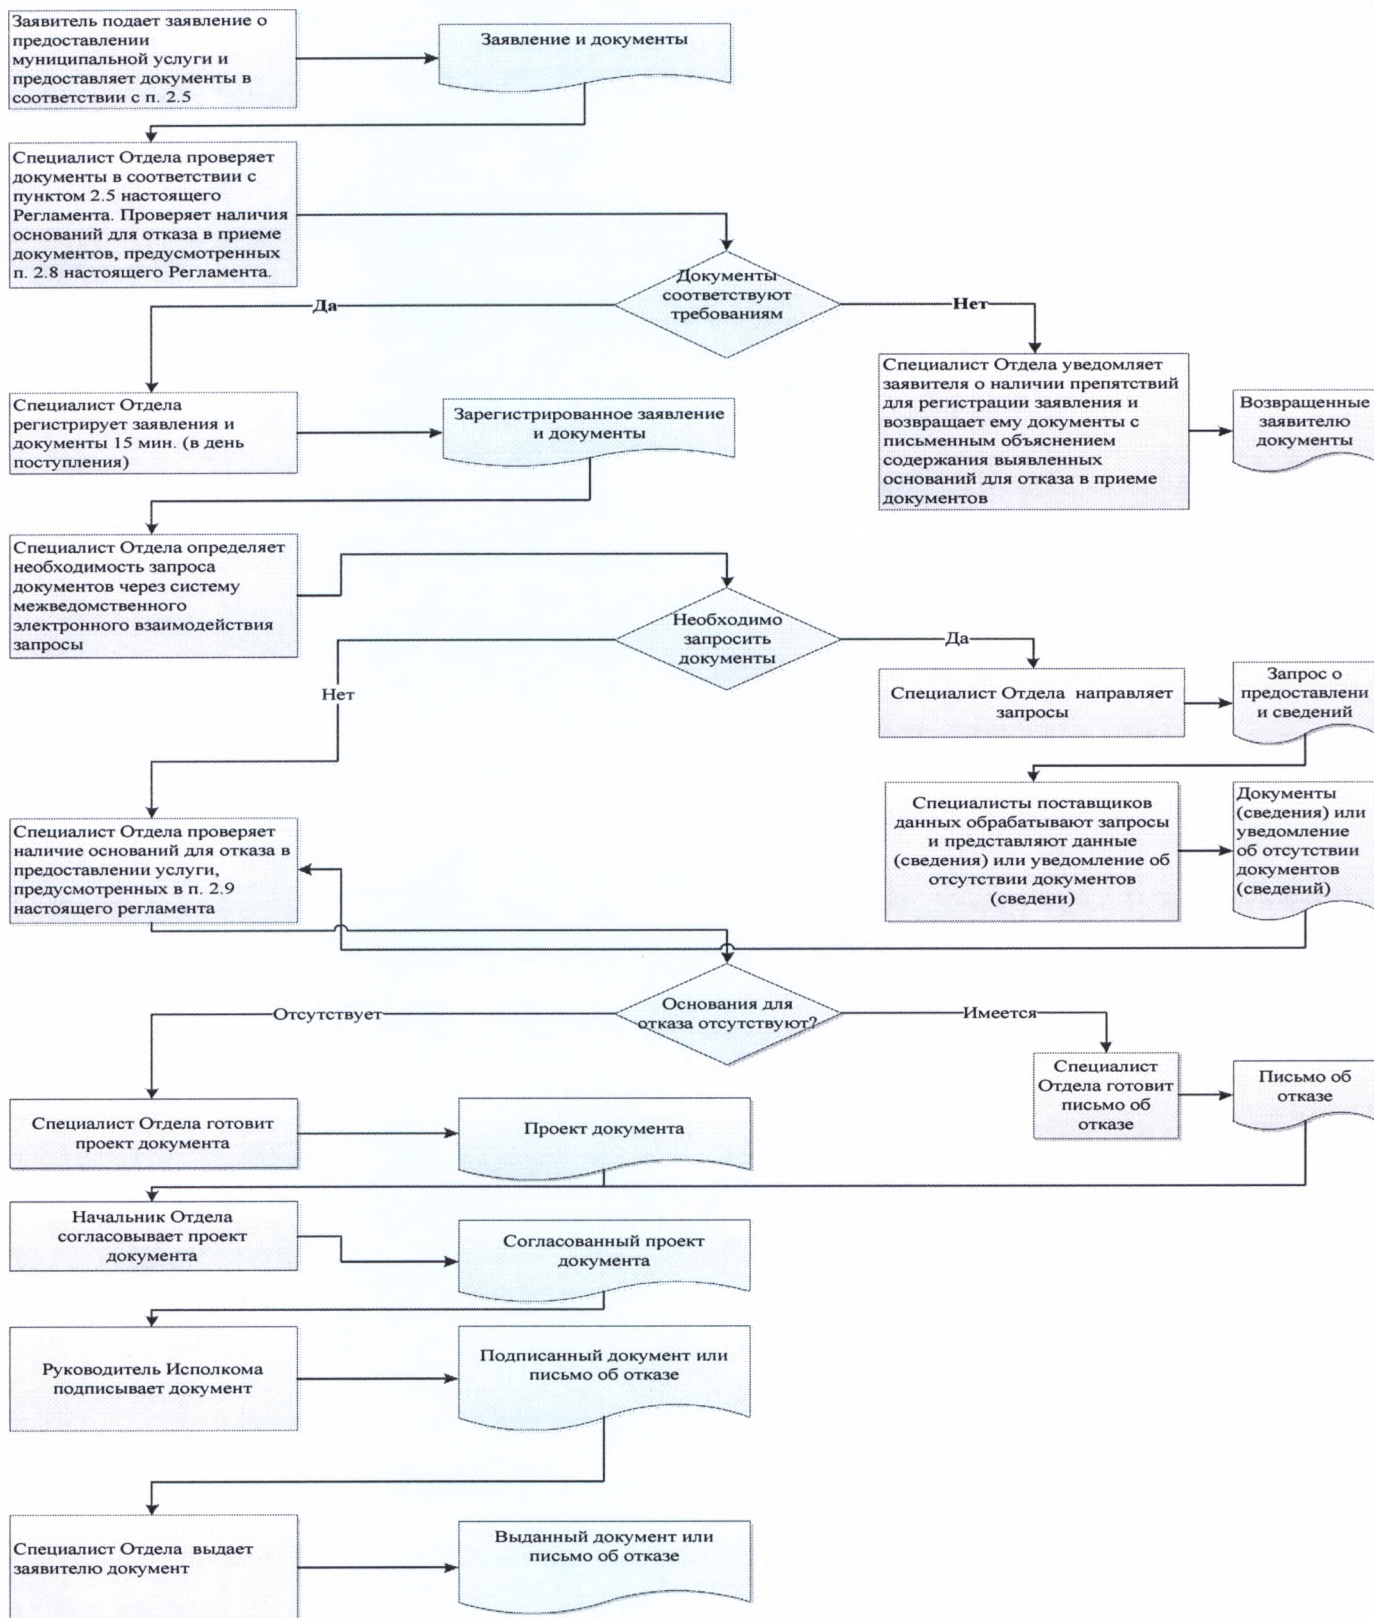 Заявитель подает заявление о
предоставлении
муниципальной услуги и
предоставляет документы в
соответствии с п. 2.5
Заявление и документы
Специалист Отдела проверяет
документы в соответствии с
пунктом 2.5 настоящего
Регламента. Проверяет наличия
оснований для отказа в приеме
документов, предусмотренных
п. 2.8 настоящего Регламента.
Документы
соответствуют
требованиям
Да
Нет
Специалист Отдела
регистрирует заявления и
документы 15 мин. (в день
поступления)
Зарегистрированное заявление
и документы
Специалист Отдела уведомляет
заявителя о наличии препятствий
для регистрации заявления и
возвращает ему документы с
письменным объяснением
содержания выявленных
оснований для отказа в приеме
документов
Возвращенные
заявителю
документы
Специалист Отдела определяет
необходимость запроса
документов через систему
межведомственного
электронного взаимодействия
запросы
Необходимо
запросить
документы
Да
Нет
Специалист Отдела  направляет
запросы
Запрос о
предоставлени
и сведений
Специалисты поставщиков
данных обрабатывают запросы
и представляют данные
(сведения) или уведомление об
отсутствии документов
(сведени)
Документы
(сведения) или
уведомление
об отсутствии
документов
(сведений)
Специалист Отдела проверяет
наличие оснований для отказа в
предоставлении услуги,
предусмотренных в п. 2.9
настоящего регламента
Основания для
отказа отсутствуют?
Отсутствует
Имеется
Специалист
Отдела готовит
письмо об
отказе
Письмо об
отказе
Специалист Отдела готовит
проект документа
Проект документа
Начальник Отдела
согласовывает проект
документа
Согласованный проект
документа
Руководитель Исполкома
подписывает документ
Подписанный документ или
письмо об отказе
Специалист Отдела  выдает
заявителю документ
Выданный документ или
письмо об отказе